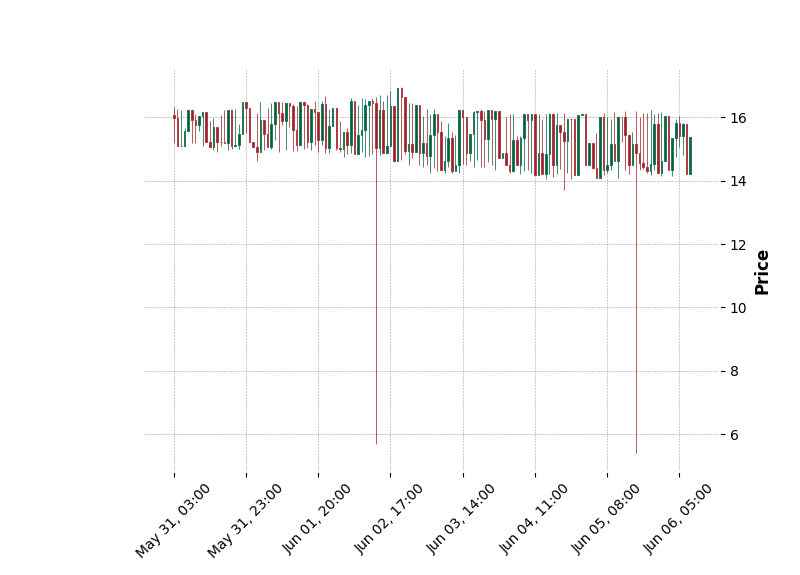 16
14
12
10
8
6
Price
May 31, 03:00
May 31, 23:00
Jun 01, 20:00
Jun 02, 17:00
Jun 03, 14:00
Jun 04, 11:00
Jun 05, 08:00
Jun 06, 05:00